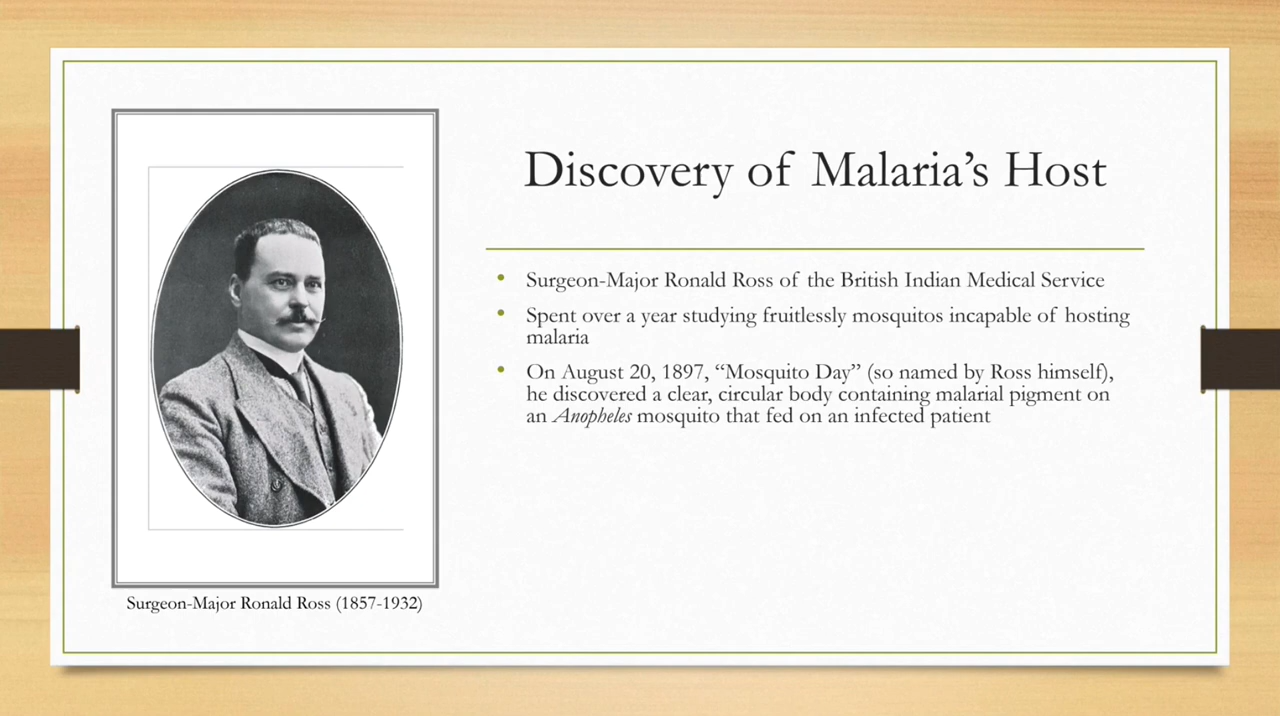 Discovery of Malaria’s Host
• Surgeon-Major Ronald Ross of the British Indian Medical Service
• Spent over a year studying fruitlessly mosquitos incapable of hosting
malaria
• On August 20, 1897, “Mosquito Day” (so named by Ross himself),
he discovered a clear, circular body containing malarial pigment on
an Anopheles mosquito that fed on an infected patient
Surgeon-Major Ronald Ross (1857-1932)